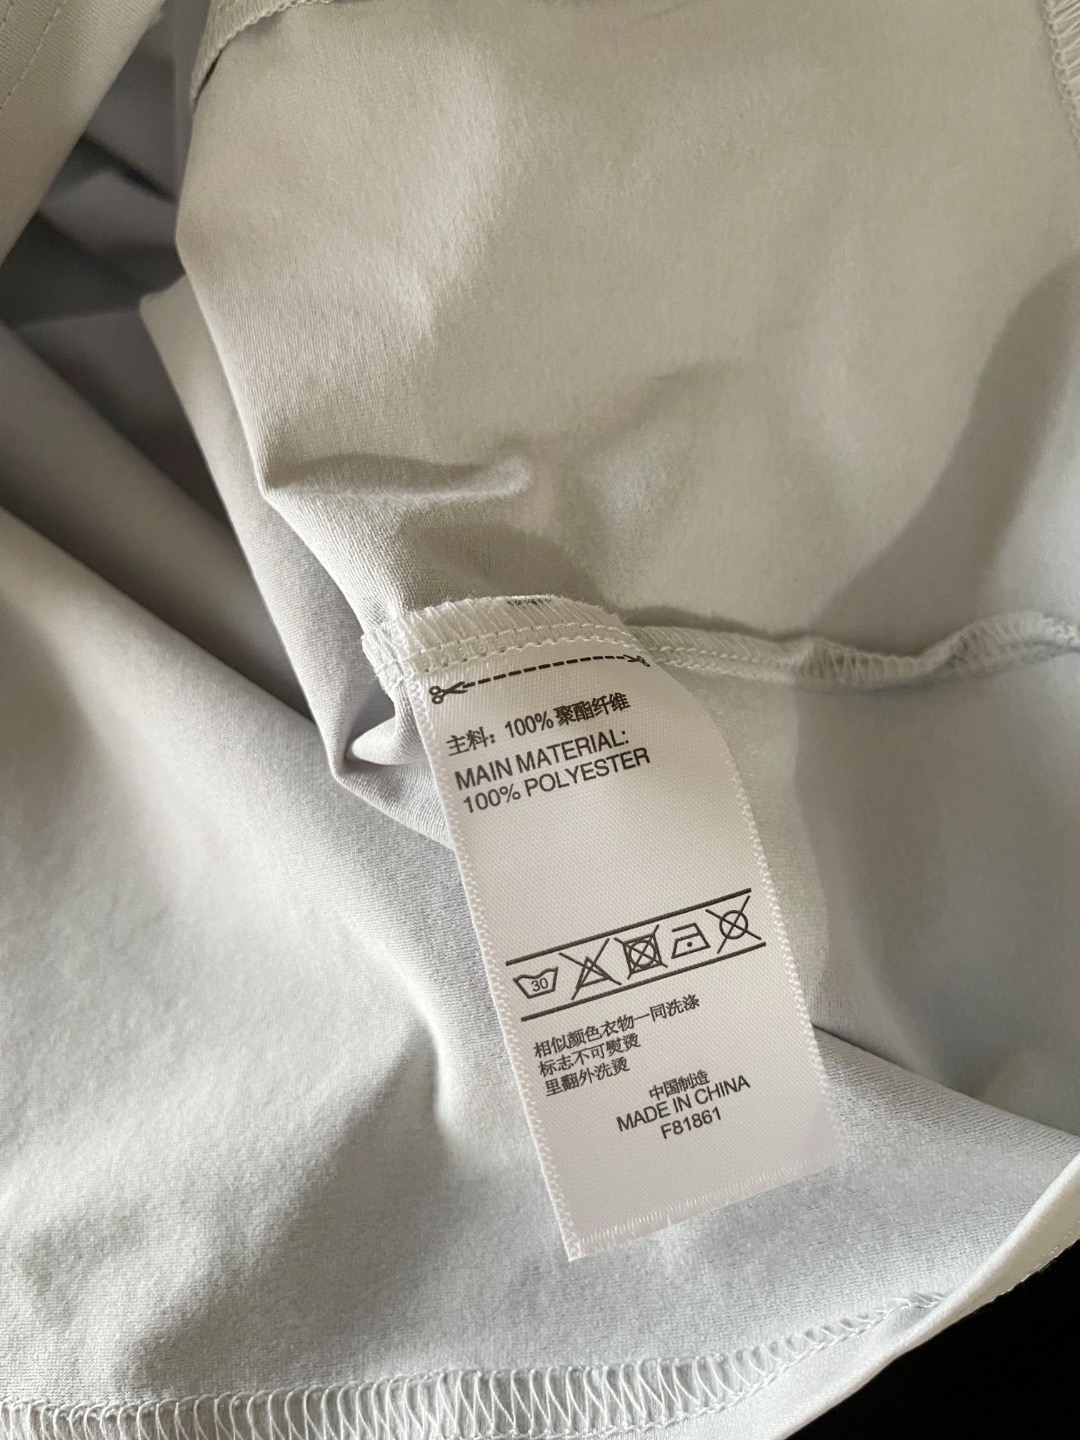 主料：100% 聚酯纤维
MAIN MATERIAL:
100% POLYESTER
30
相似颜色衣物一同洗涤
标志不可熨烫
里翻外洗烫
中国制造
MADE IN CHINA
F81861